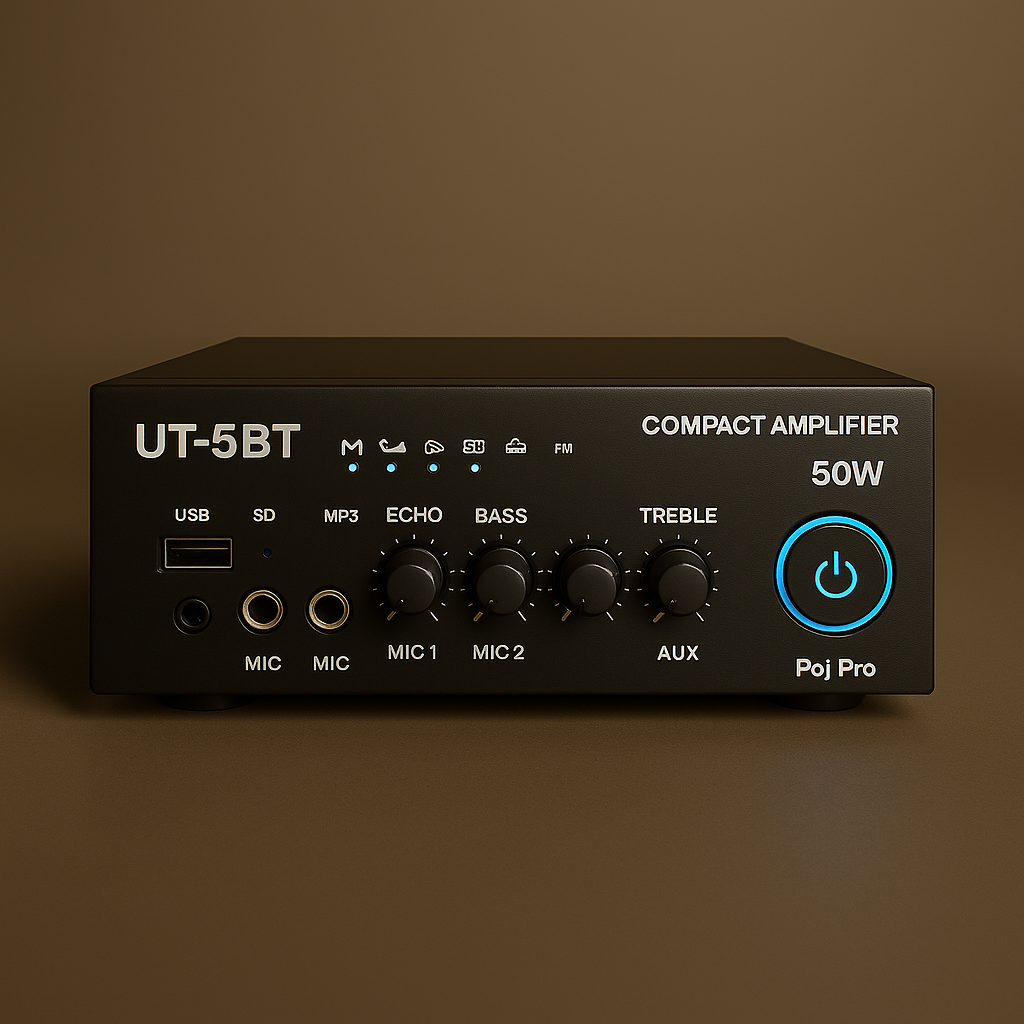 UT-5BT
COMPACT AMPLIFIER
FM
50W
USB SD MP3 ECHO BASS TREBLE
MIC MIC MIC 1 MIC 2 AUX
Poj Pro